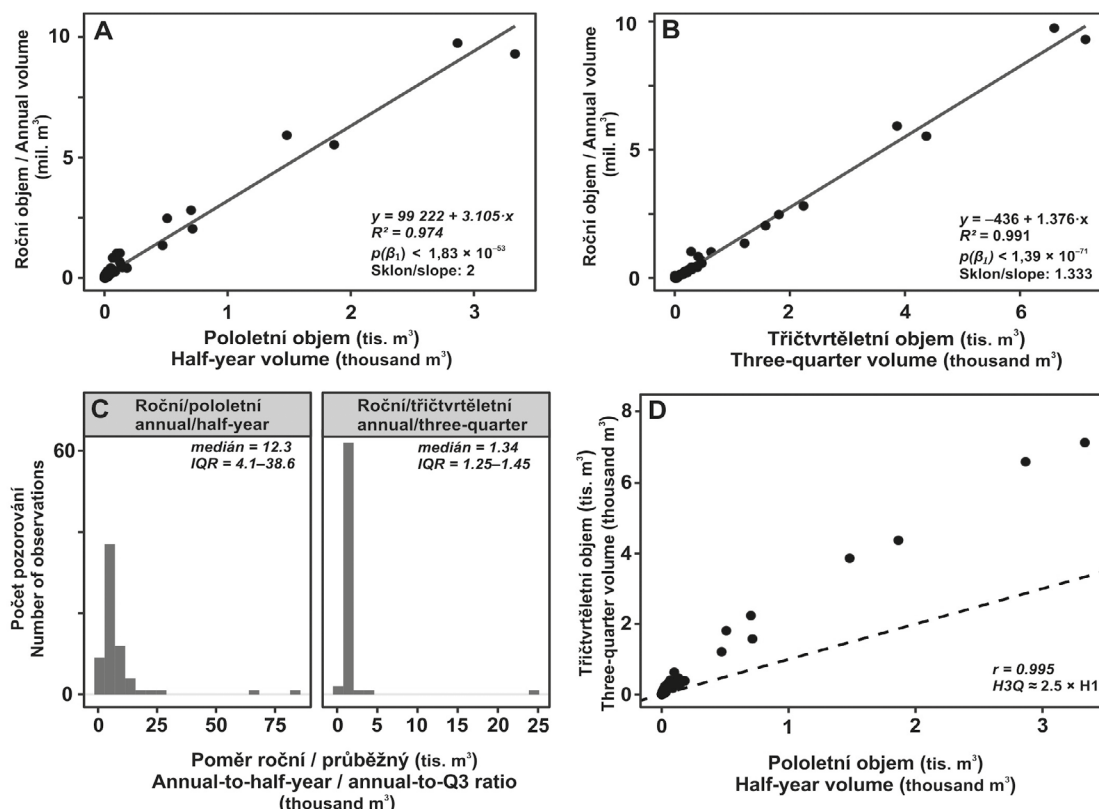 A
10
5
0
Roční objem / Annual volume
(mil. m³)
y = 99 222 + 3.105·x
R² = 0.974
p(β₁) < 1,83 × 10⁻⁵³
Sklon/slope: 2
0 1 2 3
Pololetní objem (tis. m³)
Half-year volume (thousand m³)
B
10
5
0
Roční objem / Annual volume
(mil. m³)
y = –436 + 1.376·x
R² = 0.991
p(β₁) < 1,39 × 10⁻⁷¹
Sklon/slope: 1.333
0 2 4 6
Třičtvrtěletní objem (tis. m³)
Three-quarter volume (thousand m³)
C
Roční/pololetní
annual/half-year
Roční/třičtvrtěletní
annual/three-quarter
medián = 12.3
IQR = 4.1–38.6
medián = 1.34
IQR = 1.25–1.45
60
0
Počet pozorování
Number of observations
0 25 50 75
0 5 10 15 20 25
Poměr roční / průběžný (tis. m³)
Annual-to-half-year / annual-to-Q3 ratio
(thousand m³)
D
8
6
4
2
0
Třičtvrtěletní objem (tis. m³)
Three-quarter volume (thousand m³)
r = 0.995
H3Q ≈ 2.5 × H1
0 1 2 3
Pololetní objem (tis. m³)
Half-year volume (thousand m³)